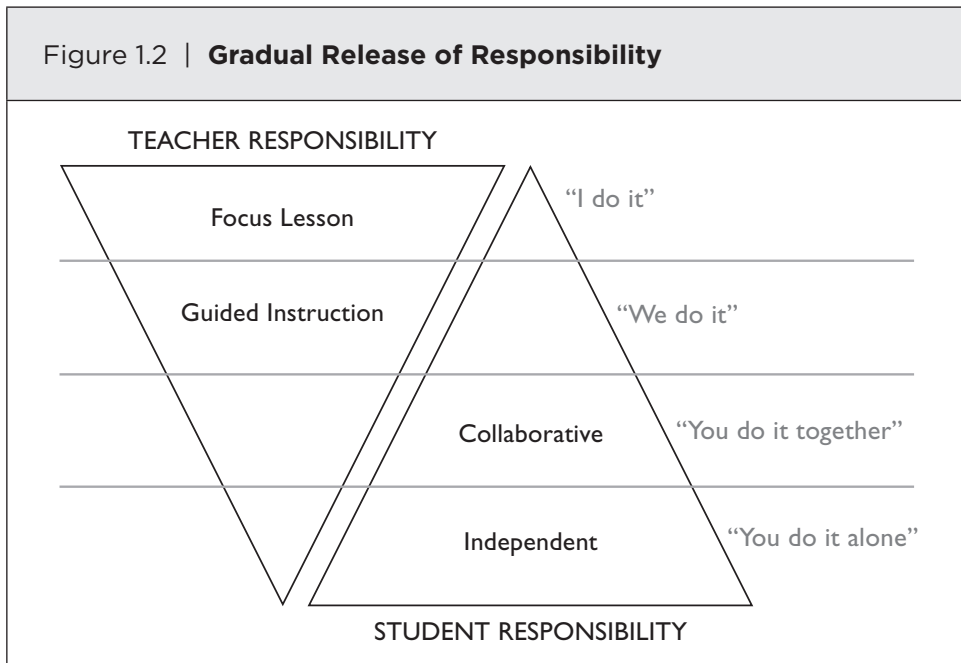 Figure 1.2 | Gradual Release of Responsibility
TEACHER RESPONSIBILITY
Focus Lesson
“I do it”
Guided Instruction
“We do it”
Collaborative
“You do it together”
Independent
“You do it alone”
STUDENT RESPONSIBILITY